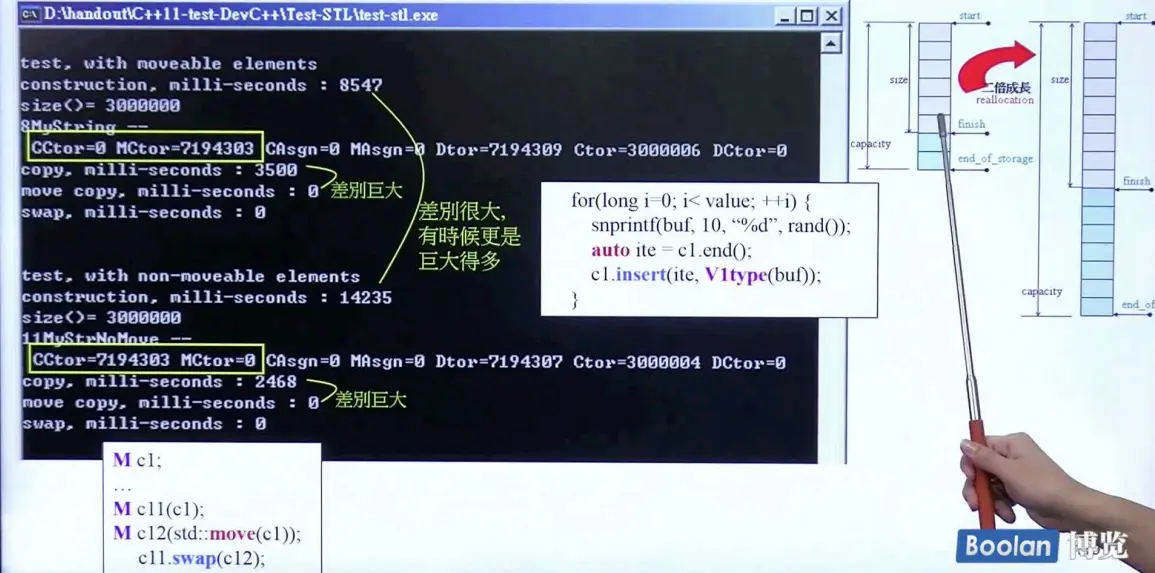 D:\handout\C++11-test-DevC++\Test-STL\test-stl.exe
test, with moveable elements
construction, milli-seconds : 8547
size()= 3000000
8MyString --
CCtor=0 MCtor=7194303 CAsgn=0 MAsgn=0 Dtor=7194309 Ctor=3000006 DCtor=0
copy, milli-seconds : 3500
move copy, milli-seconds : 0
差別巨大
swap, milli-seconds : 0
差別很大,
有時候更是
巨大得多
test, with non-moveable elements
construction, milli-seconds : 14235
size()= 3000000
11MyStrNoMove --
CCtor=7194303 MCtor=0 CAsgn=0 MAsgn=0 Dtor=7194307 Ctor=3000004 DCtor=0
copy, milli-seconds : 2468
move copy, milli-seconds : 0
差別巨大
swap, milli-seconds : 0
M c1;
...
M c11(c1);
M c12(std::move(c1));
c11.swap(c12);
for(long i=0; i< value; ++i) {
snprintf(buf, 10, “%d”, rand());
auto ite = c1.end();
c1.insert(ite, V1type(buf));
}
start
size
finish
capacity
end_of_storage
二倍成長
reallocation
start
size
finish
capacity
end_of
Boolan 博览